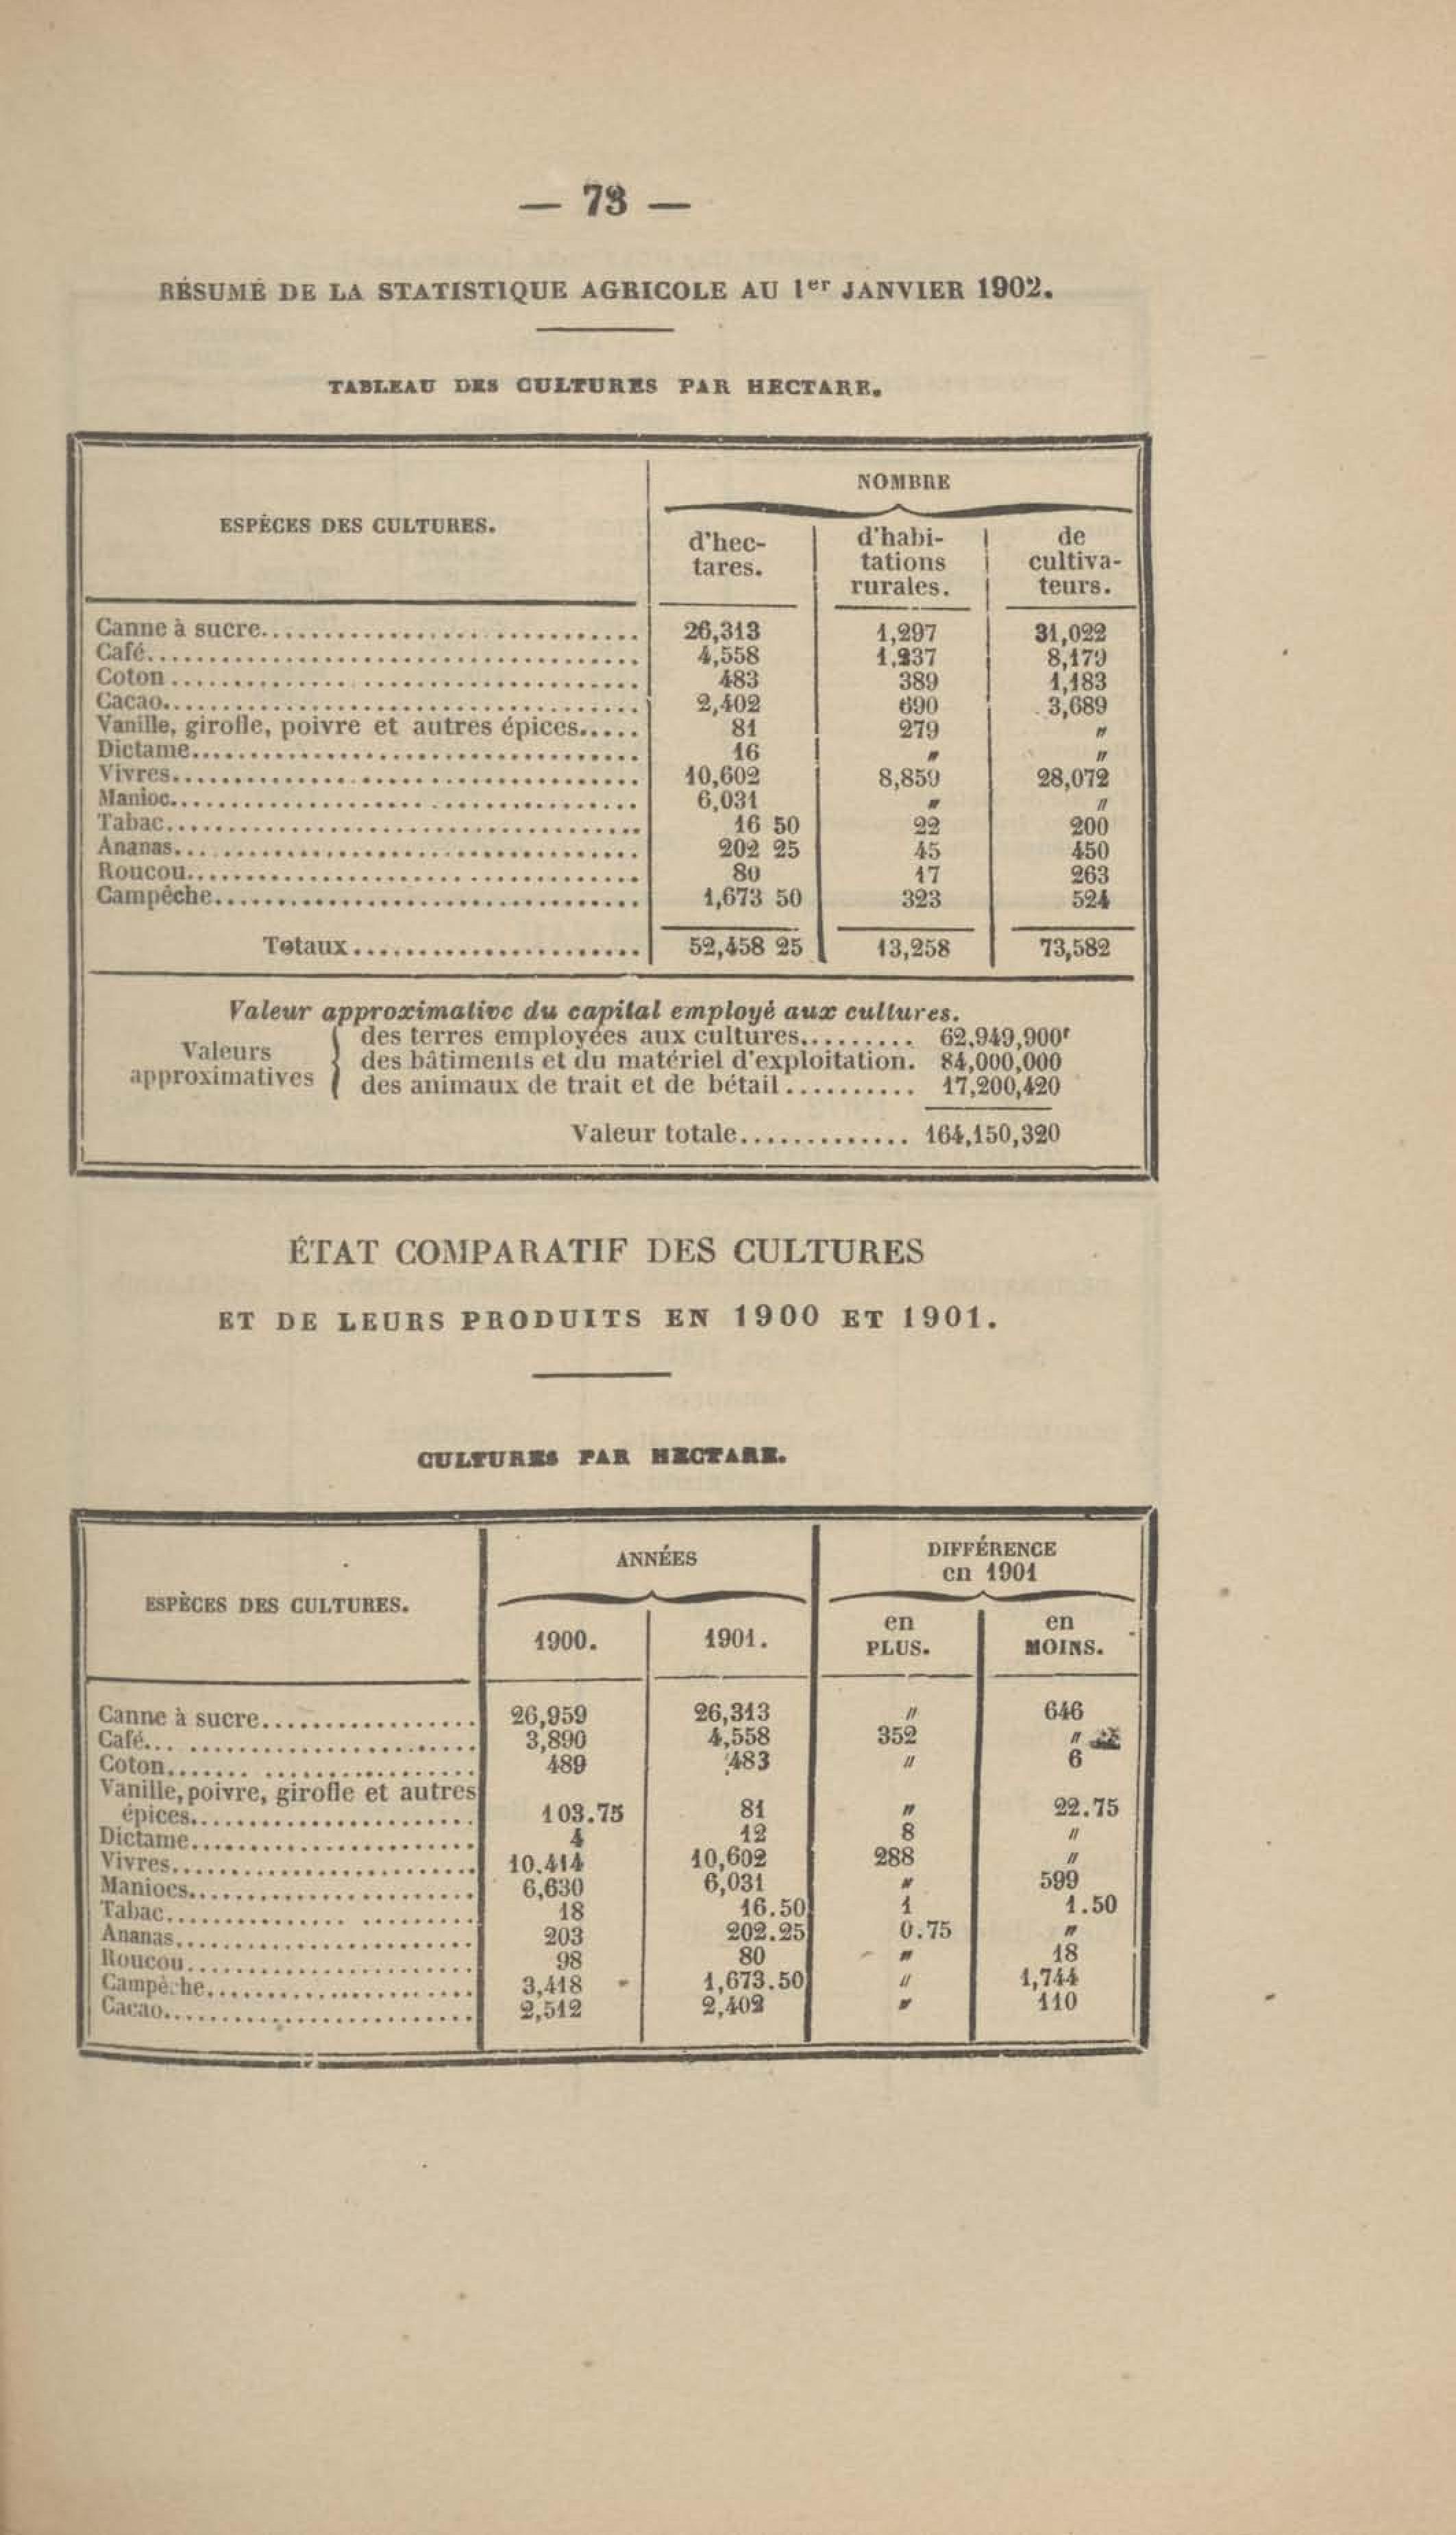 — 73 —
RÉSUMÉ DE LA STATISTIQUE AGRICOLE AU 1er JANVIER 1902.
TABLEAU DES CULTURES PAR HECTARE.
ESPÈCES DES CULTURES.
NOMBRE
d'hec-
tares.
d'habi-
tations
rurales.
de
cultiva-
teurs.
Canne à sucre 26,313 1,297 31,022
Café 4,558 1,237 8,179
Coton 483 389 1,183
Cacao 2,402 690 3,689
Vanille, girofle, poivre et autres épices 81 279 "
Dictame 16 " "
Vivres 10,602 8,859 28,072
Manioc 6,031 " "
Tabac 16 50 22 200
Ananas 202 25 45 450
Roucou 80 17 263
Campêche 1,673 50 323 524
Totaux 52,458 25 13,258 73,582
Valeur approximative du capital employé aux cultures.
Valeurs
approximatives
des terres employées aux cultures 62,949,900f
des bâtiments et du matériel d'exploitation. 84,000,000
des animaux de trait et de bétail 17,200,420
Valeur totale 164,150,320
ÉTAT COMPARATIF DES CULTURES
ET DE LEURS PRODUITS EN 1900 ET 1901.
CULTURES PAR HECTARE.
ESPÈCES DES CULTURES.
ANNÉES
DIFFÉRENCE
en 1901
1900.
1901.
en
PLUS.
en
MOINS.
Canne à sucre 26,959 26,313 " 646
Café 3,890 4,558 352 "
Coton 489 483 " 6
Vanille, poivre, girofle et autres
épices 103.75 81 " 22.75
Dictame 4 12 8 "
Vivres 10.414 10,602 288 "
Maniocs 6,630 6,031 " 599
Tabac 18 16.50 1 1.50
Ananas 203 202.25 0.75 "
Roucou 98 80 " 18
Campêche 3,418 1,673.50 " 1,744
Cacao 2,512 2,402 " 110